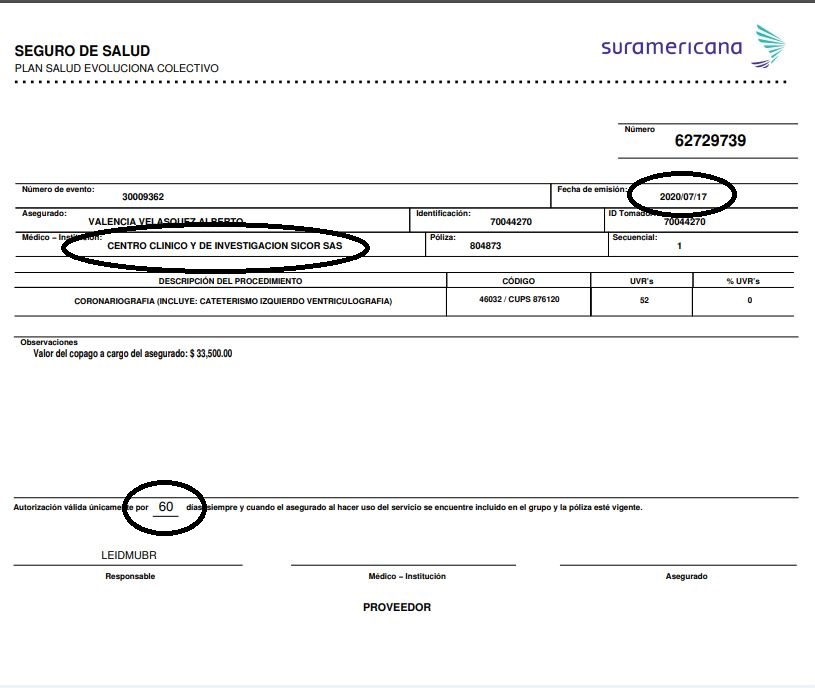 SEGURO DE SALUD
PLAN SALUD EVOLUCIONA COLECTIVO
suramericana
Número
62729739
Número de evento: 30009362 Fecha de emisión: 2020/07/17
Asegurado: VALENCIA VELASQUEZ ALBERTO Identificación: 70044270 ID Tomador: 70044270
Médico – Institución: CENTRO CLINICO Y DE INVESTIGACION SICOR SAS Póliza: 804873 Secuencial: 1
DESCRIPCIÓN DEL PROCEDIMIENTO CÓDIGO UVR's % UVR's
CORONARIOGRAFIA (INCLUYE: CATETERISMO IZQUIERDO VENTRICULOGRAFIA) 46032 / CUPS 876120 52 0
Observaciones
Valor del copago a cargo del asegurado: $ 33,500.00
Autorización válida únicamente por 60 días siempre y cuando el asegurado al hacer uso del servicio se encuentre incluido en el grupo y la póliza esté vigente.
LEIDMUBR
Responsable Médico – Institución Asegurado
PROVEEDOR